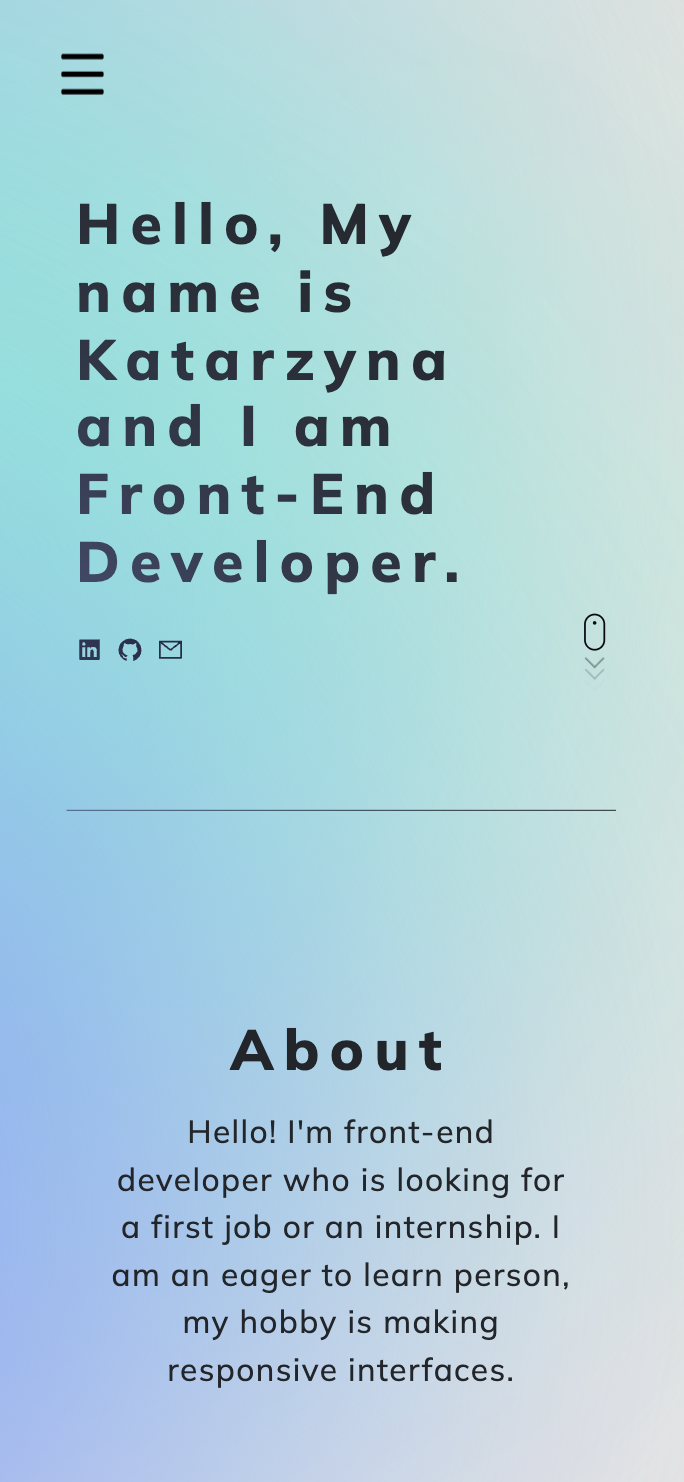 Hello, My
name is
Katarzyna
and I am
Front-End
Developer.
in
About
Hello! I'm front-end
developer who is looking for
a first job or an internship. I
am an eager to learn person,
my hobby is making
responsive interfaces.